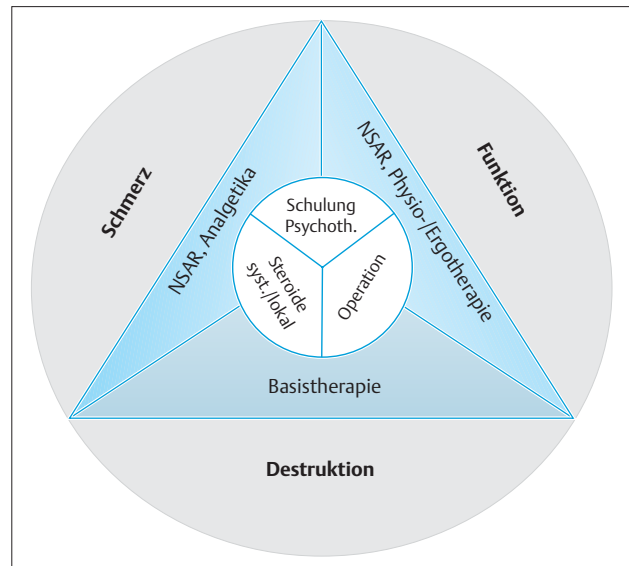 Schmerz
Funktion
NSAR, Analgetika
NSAR, Physio-/Ergotherapie
Schulung
Psychoth.
Steroide
syst./lokal
Operation
Basistherapie
Destruktion